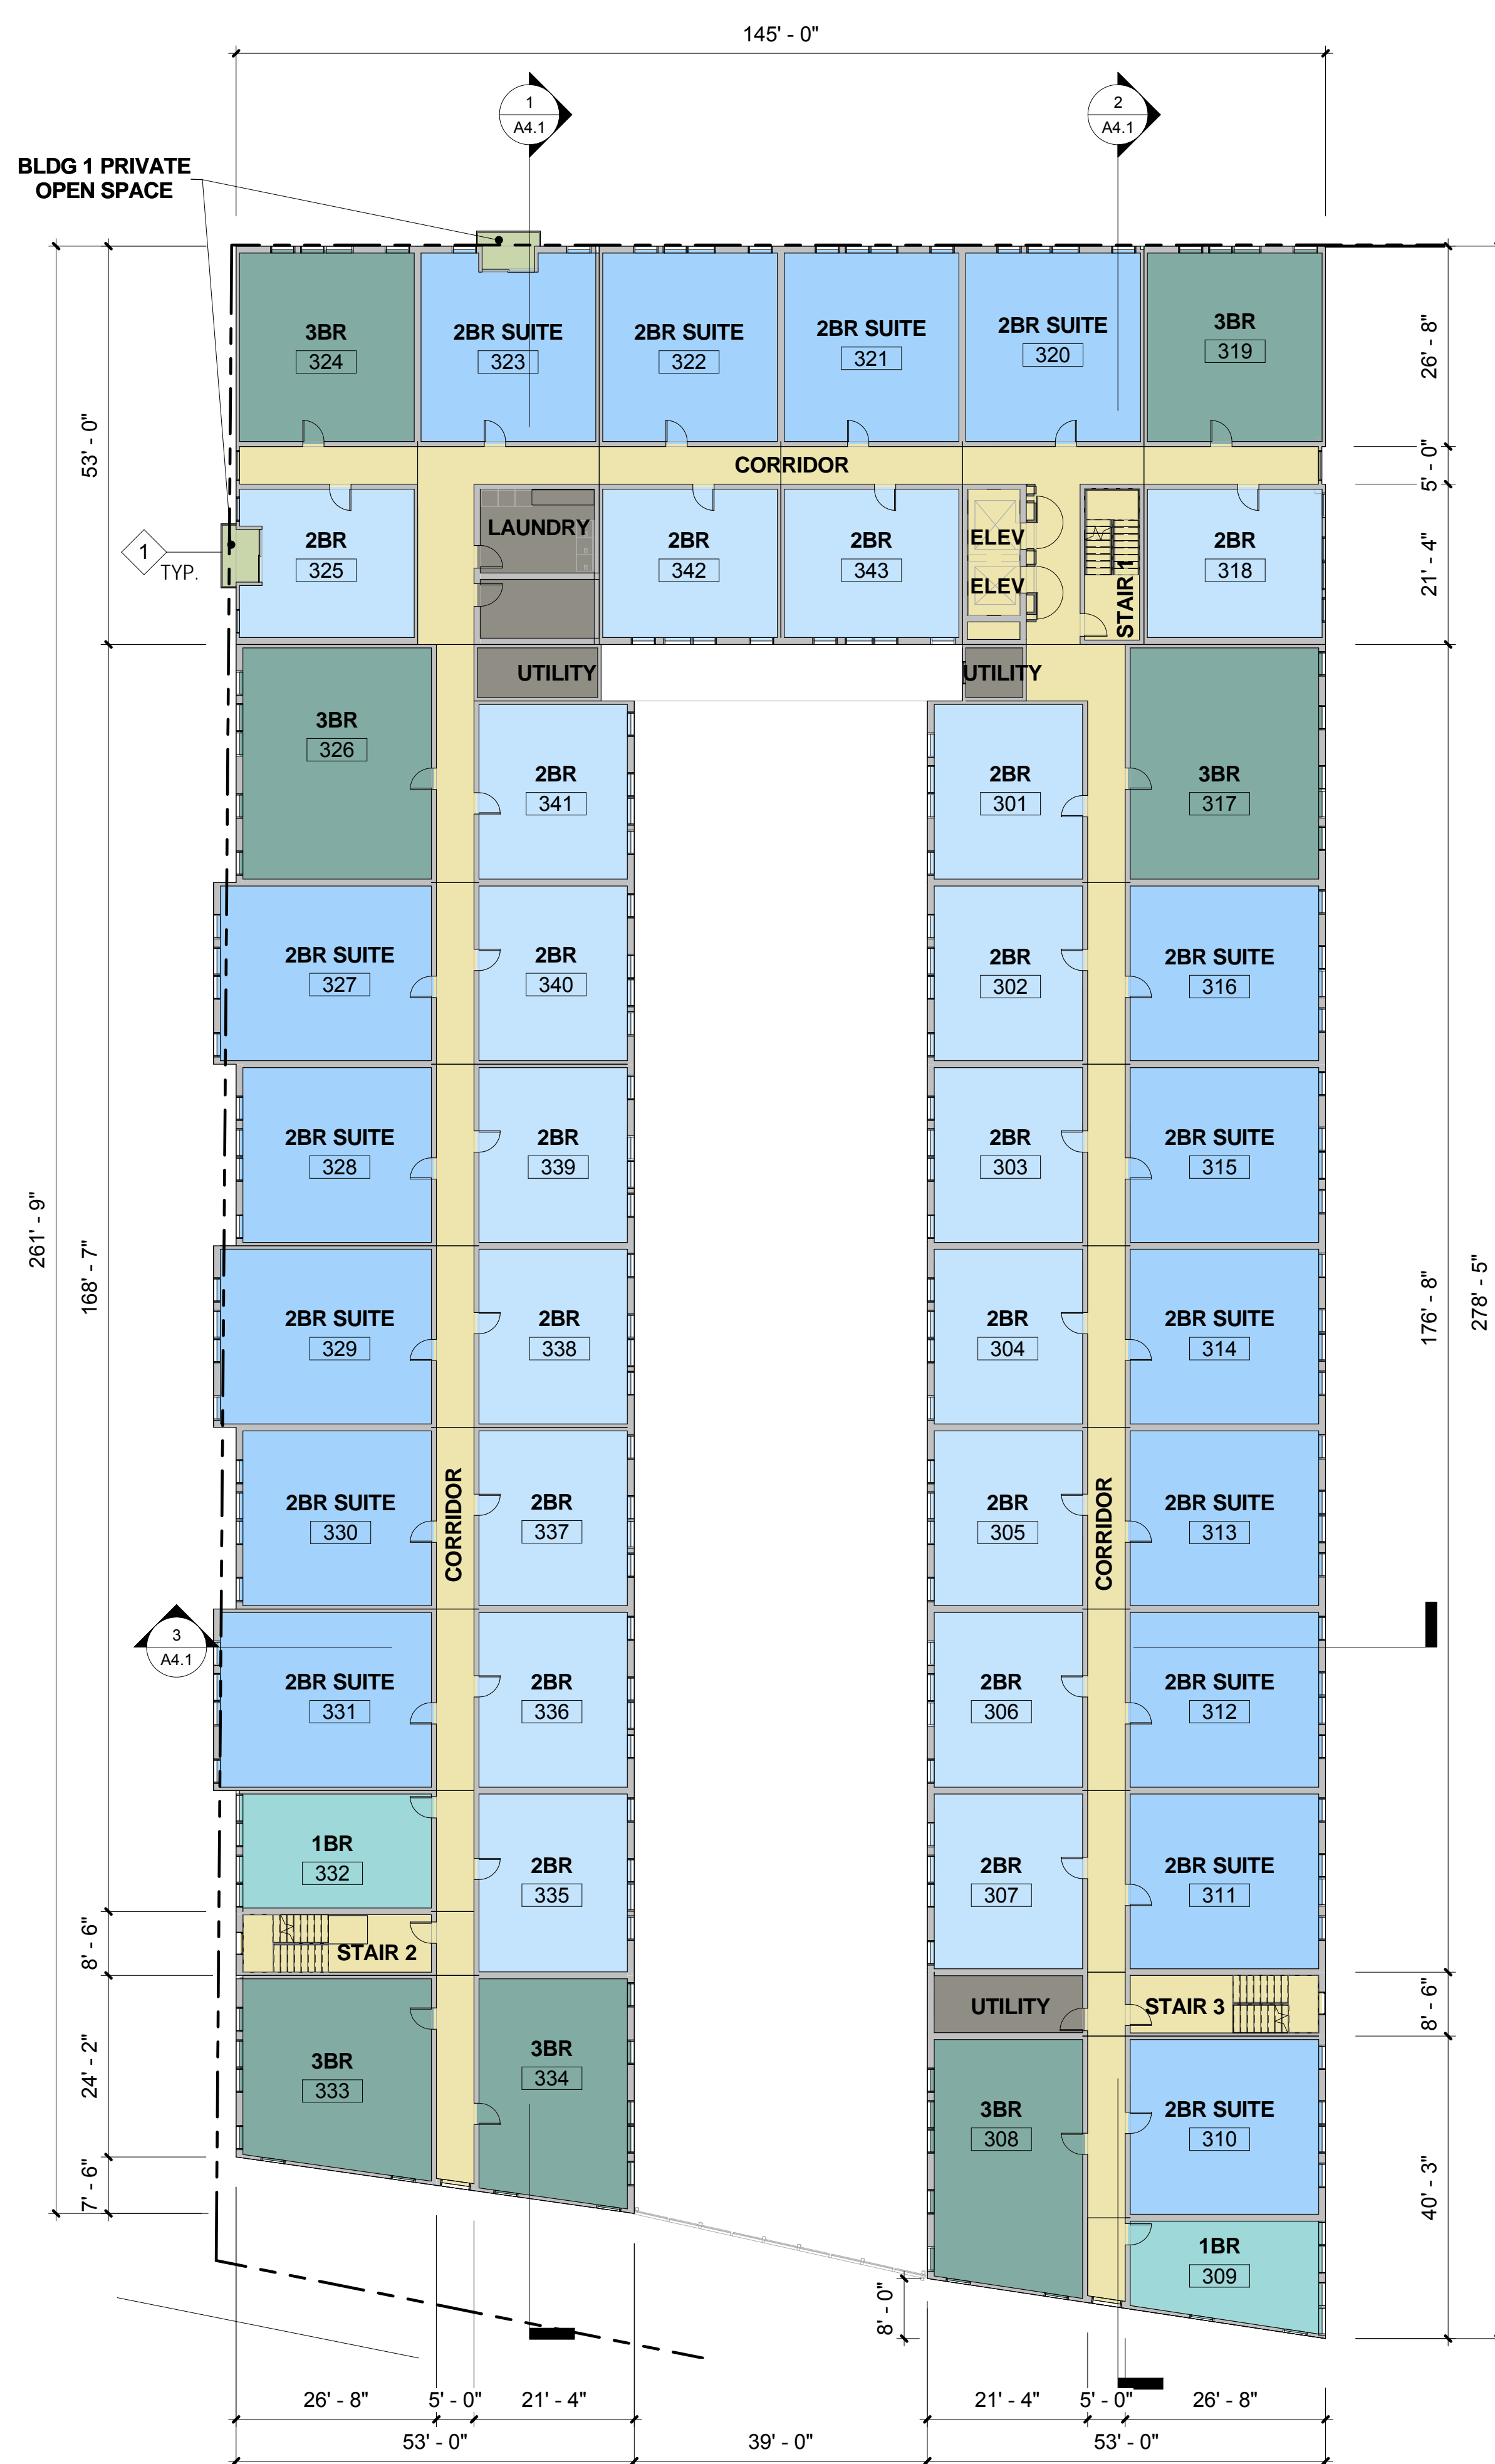 145' - 0"
1
A4.1
2
A4.1
BLDG 1 PRIVATE
OPEN SPACE
3BR
324
2BR SUITE
323
2BR SUITE
322
2BR SUITE
321
2BR SUITE
320
3BR
319
26' - 8"
53' - 0"
CORRIDOR
5' - 0"
1
TYP.
2BR
325
LAUNDRY
2BR
342
2BR
343
ELEV
ELEV
STAIR 1
2BR
318
21' - 4"
UTILITY
UTILITY
3BR
326
2BR
341
2BR
301
3BR
317
2BR SUITE
327
2BR
340
2BR
302
2BR SUITE
316
2BR SUITE
328
2BR
339
2BR
303
2BR SUITE
315
261' - 9"
168' - 7"
2BR SUITE
329
2BR
338
2BR
304
2BR SUITE
314
176' - 8"
278' - 5"
2BR SUITE
330
CORRIDOR
2BR
337
2BR
305
CORRIDOR
2BR SUITE
313
3
A4.1
2BR SUITE
331
2BR
336
2BR
306
2BR SUITE
312
1BR
332
2BR
335
2BR
307
2BR SUITE
311
8' - 6"
STAIR 2
UTILITY
STAIR 3
8' - 6"
24' - 2"
3BR
333
3BR
334
3BR
308
2BR SUITE
310
7' - 6"
40' - 3"
1BR
309
8' - 0"
26' - 8"
5' - 0"
21' - 4"
21' - 4"
5' - 0"
26' - 8"
53' - 0"
39' - 0"
53' - 0"